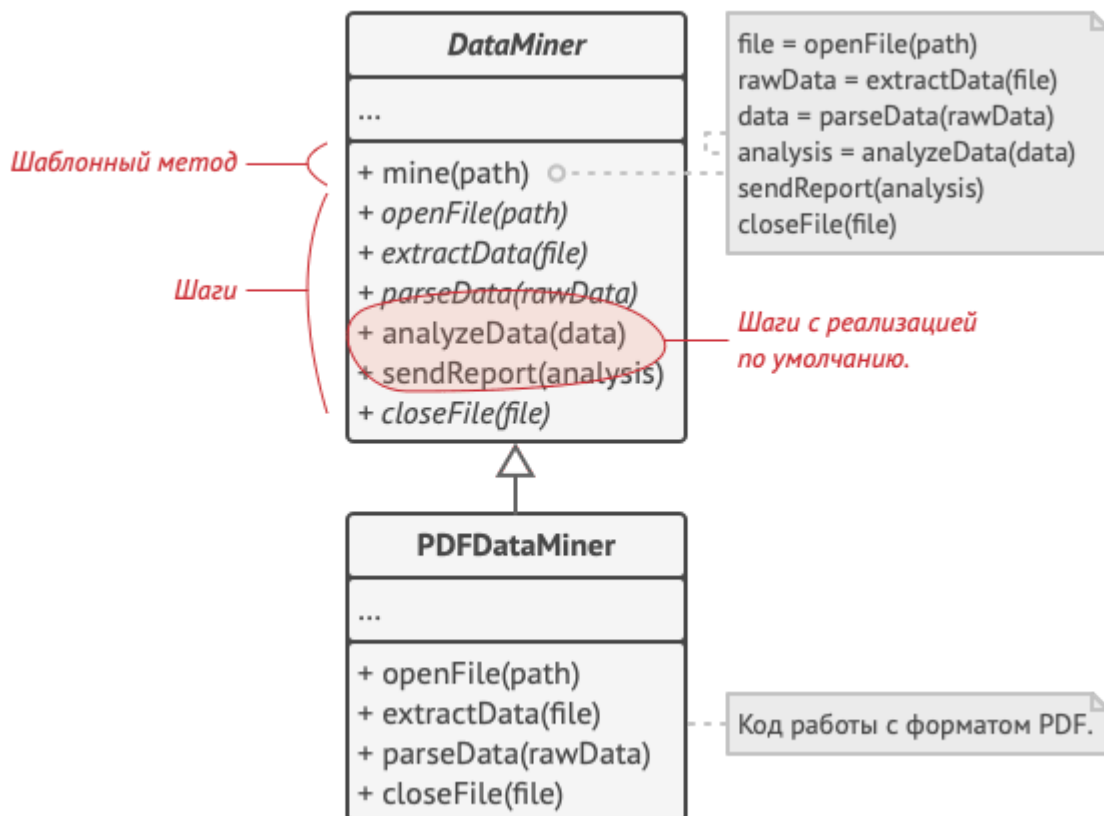 DataMiner
...
+ mine(path)
+ openFile(path)
+ extractData(file)
+ parseData(rawData)
+ analyzeData(data)
+ sendReport(analysis)
+ closeFile(file)
file = openFile(path)
rawData = extractData(file)
data = parseData(rawData)
analysis = analyzeData(data)
sendReport(analysis)
closeFile(file)
Шаблонный метод
Шаги
Шаги с реализацией
по умолчанию.
PDFDataMiner
...
+ openFile(path)
+ extractData(file)
+ parseData(rawData)
+ closeFile(file)
Код работы с форматом PDF.